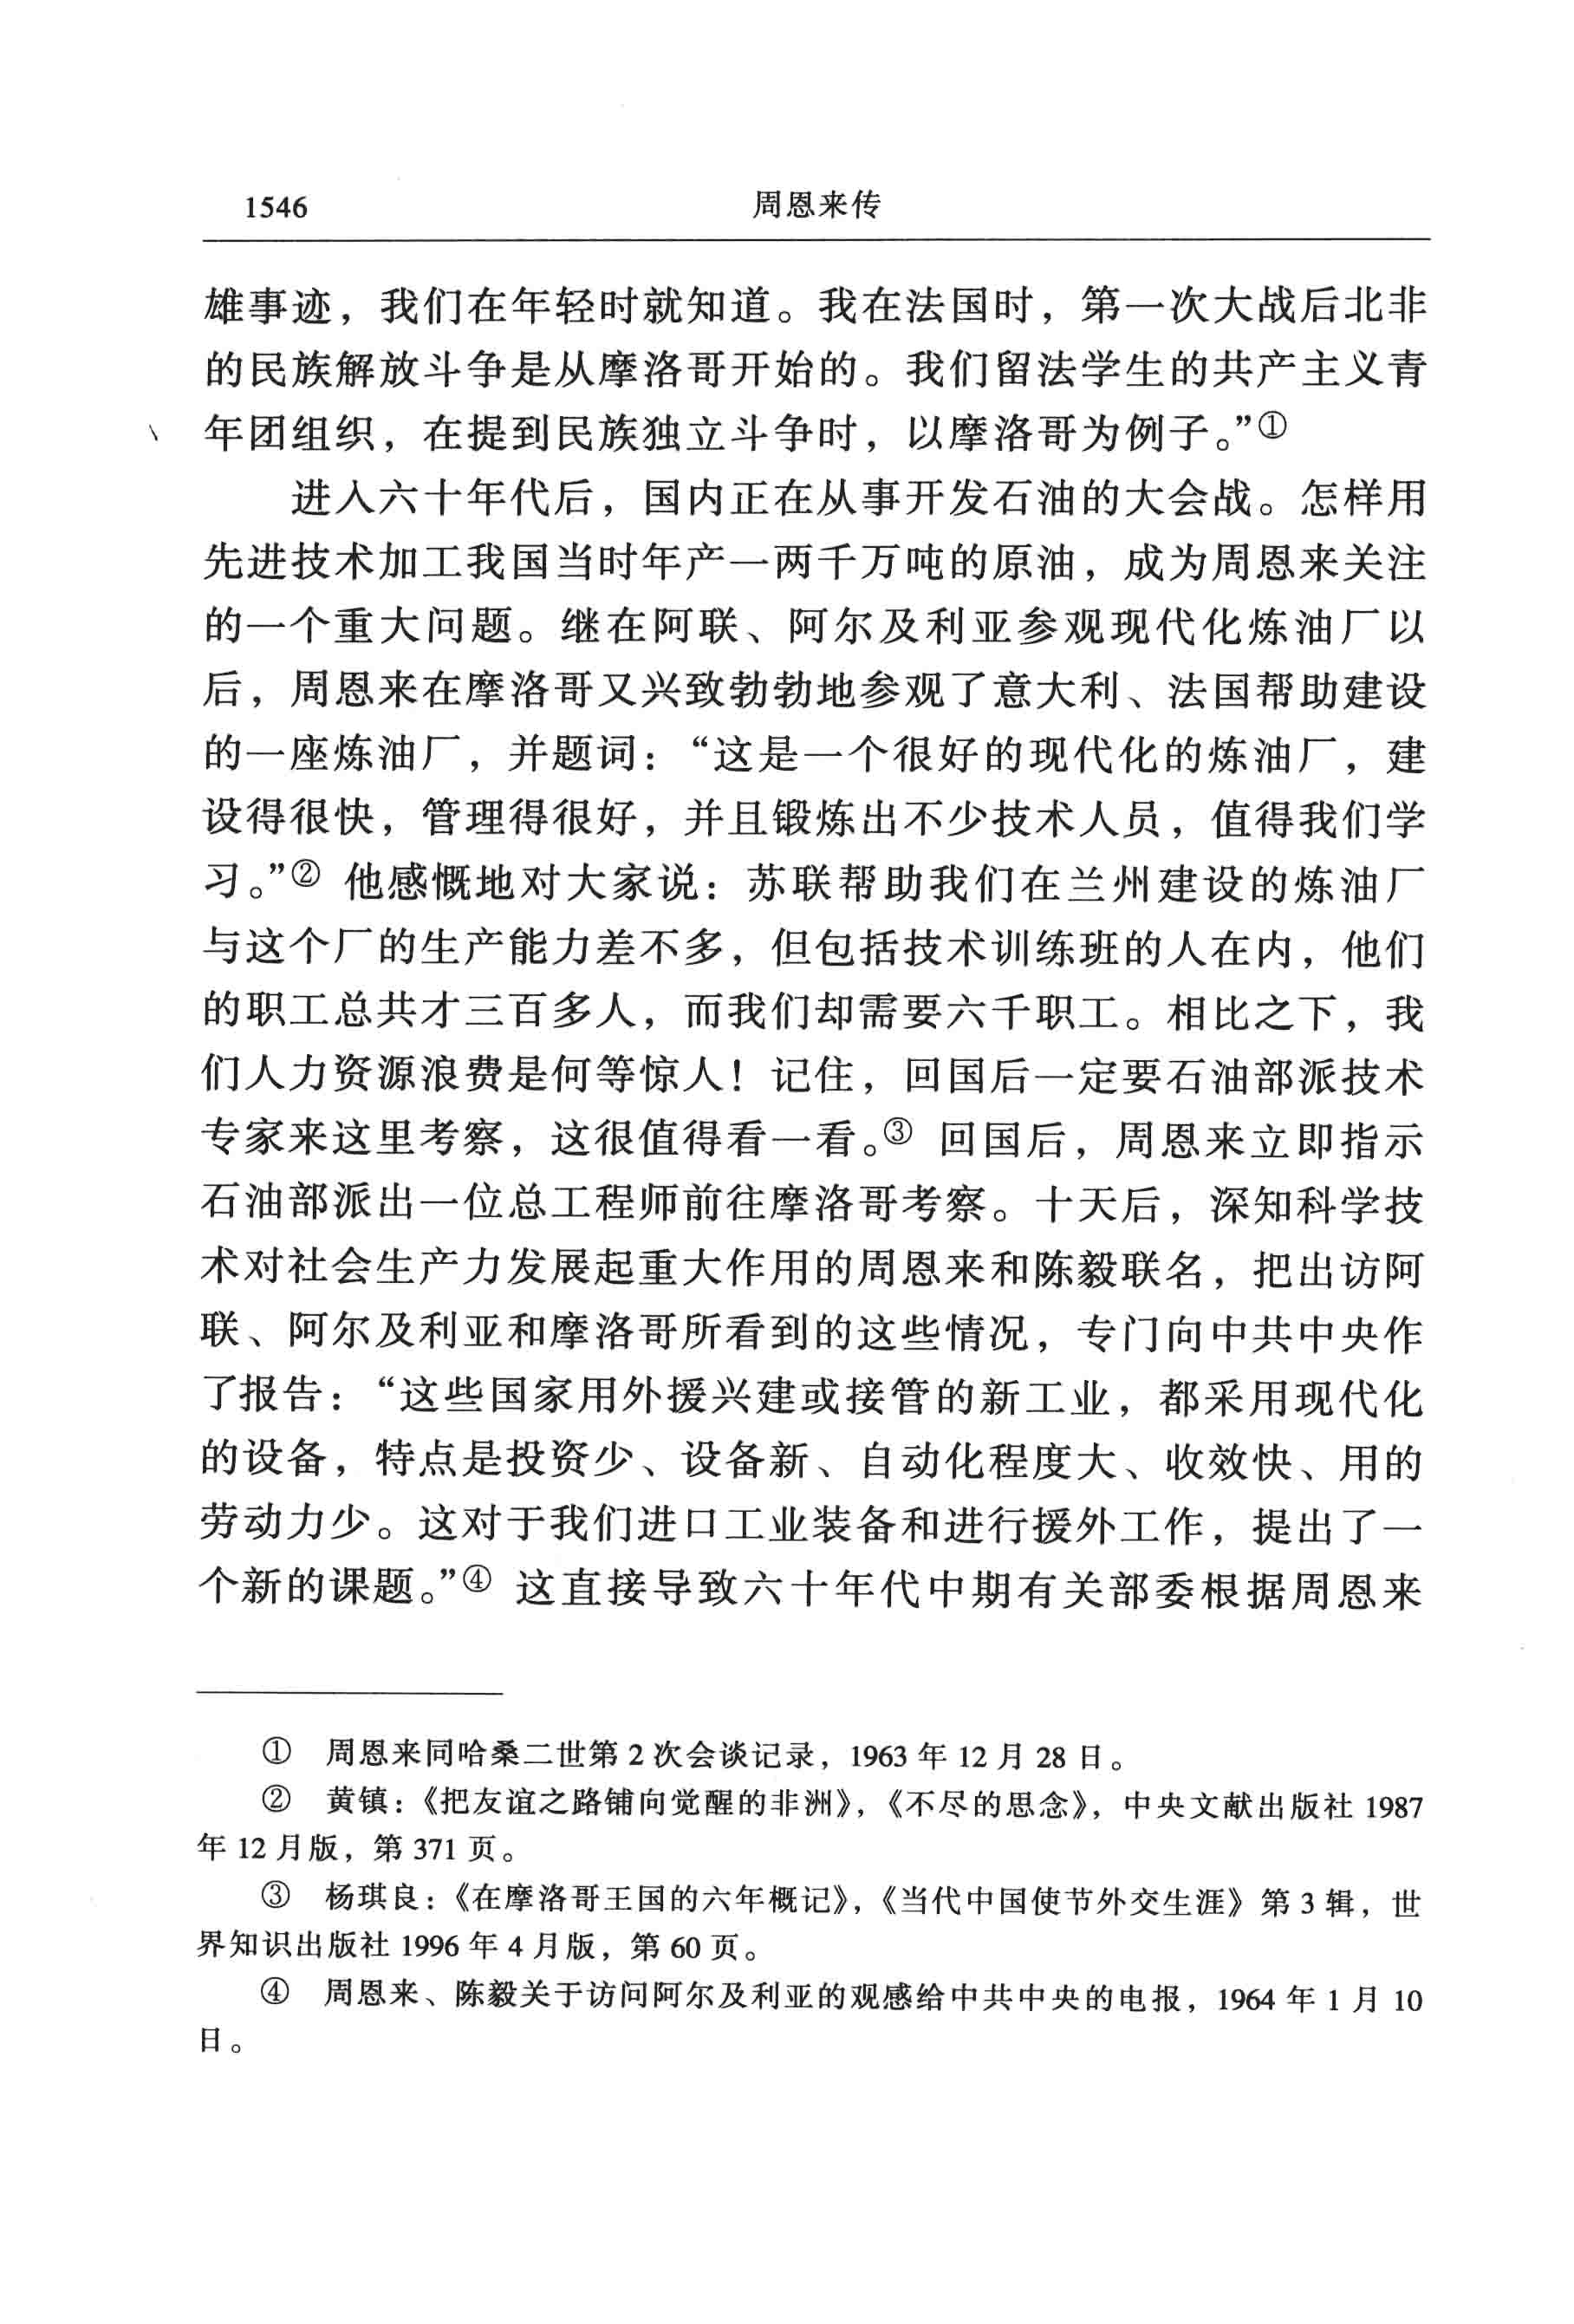 1546 周恩来传
雄事迹，我们在年轻时就知道。我在法国时，第一次大战后北非
的民族解放斗争是从摩洛哥开始的。我们留法学生的共产主义青
年团组织，在提到民族独立斗争时，以摩洛哥为例子。”①
进入六十年代后，国内正在从事开发石油的大会战。怎样用
先进技术加工我国当时年产一两千万吨的原油，成为周恩来关注
的一个重大问题。继在阿联、阿尔及利亚参观现代化炼油厂以
后，周恩来在摩洛哥又兴致勃勃地参观了意大利、法国帮助建设
的一座炼油厂，并题词：“这是一个很好的现代化的炼油厂，建
设得很快，管理得很好，并且锻炼出不少技术人员，值得我们学
习。”② 他感慨地对大家说：苏联帮助我们在兰州建设的炼油厂
与这个厂的生产能力差不多，但包括技术训练班的人在内，他们
的职工总共才三百多人，而我们却需要六千职工。相比之下，我
们人力资源浪费是何等惊人！记住，回国后一定要石油部派技术
专家来这里考察，这很值得看一看。③ 回国后，周恩来立即指示
石油部派出一位总工程师前往摩洛哥考察。十天后，深知科学技
术对社会生产力发展起重大作用的周恩来和陈毅联名，把出访阿
联、阿尔及利亚和摩洛哥所看到的这些情况，专门向中共中央作
了报告：“这些国家用外援兴建或接管的新工业，都采用现代化
的设备，特点是投资少、设备新、自动化程度大、收效快、用的
劳动力少。这对于我们进口工业装备和进行援外工作，提出了一
个新的课题。”④ 这直接导致六十年代中期有关部委根据周恩来
① 周恩来同哈桑二世第 2 次会谈记录，1963 年 12 月 28 日。
② 黄镇：《把友谊之路铺向觉醒的非洲》，《不尽的思念》，中央文献出版社 1987
年 12 月版，第 371 页。
③ 杨琪良：《在摩洛哥王国的六年概记》，《当代中国使节外交生涯》第 3 辑，世
界知识出版社 1996 年 4 月版，第 60 页。
④ 周恩来、陈毅关于访问阿尔及利亚的观感给中共中央的电报，1964 年 1 月 10
日。